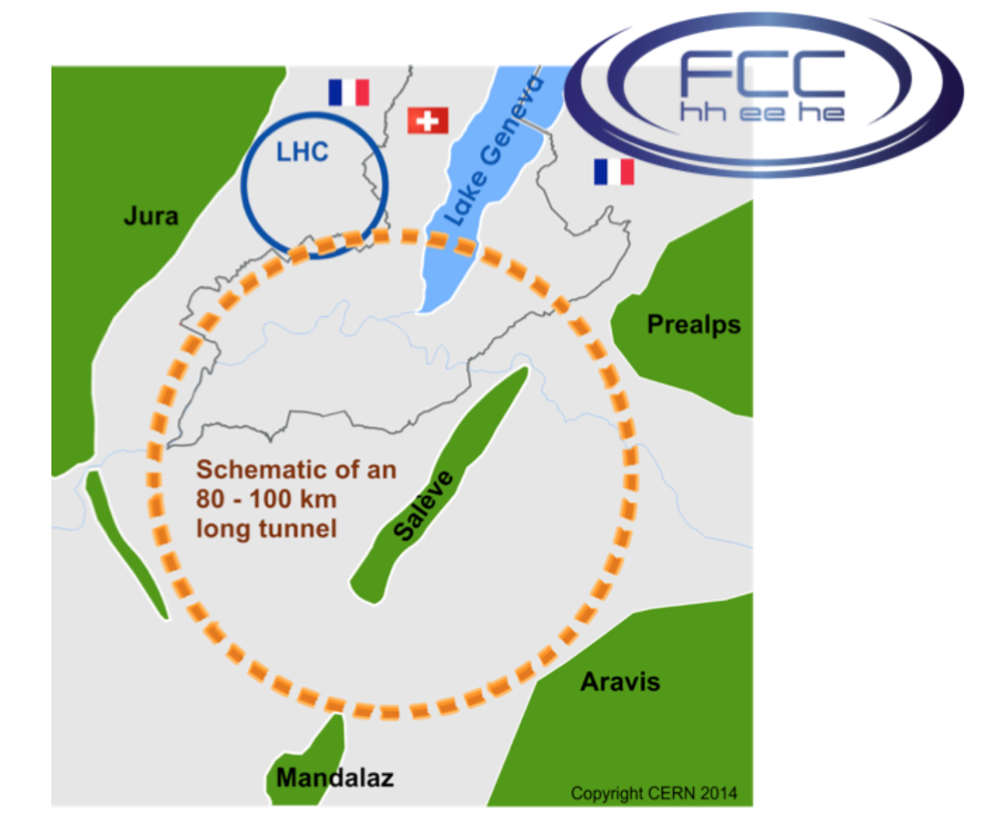 FCC
hh ee he
LHC
Lake Geneva
Jura
Prealps
Schematic of an
80 - 100 km
long tunnel
Salève
Aravis
Mandalaz
Copyright CERN 2014